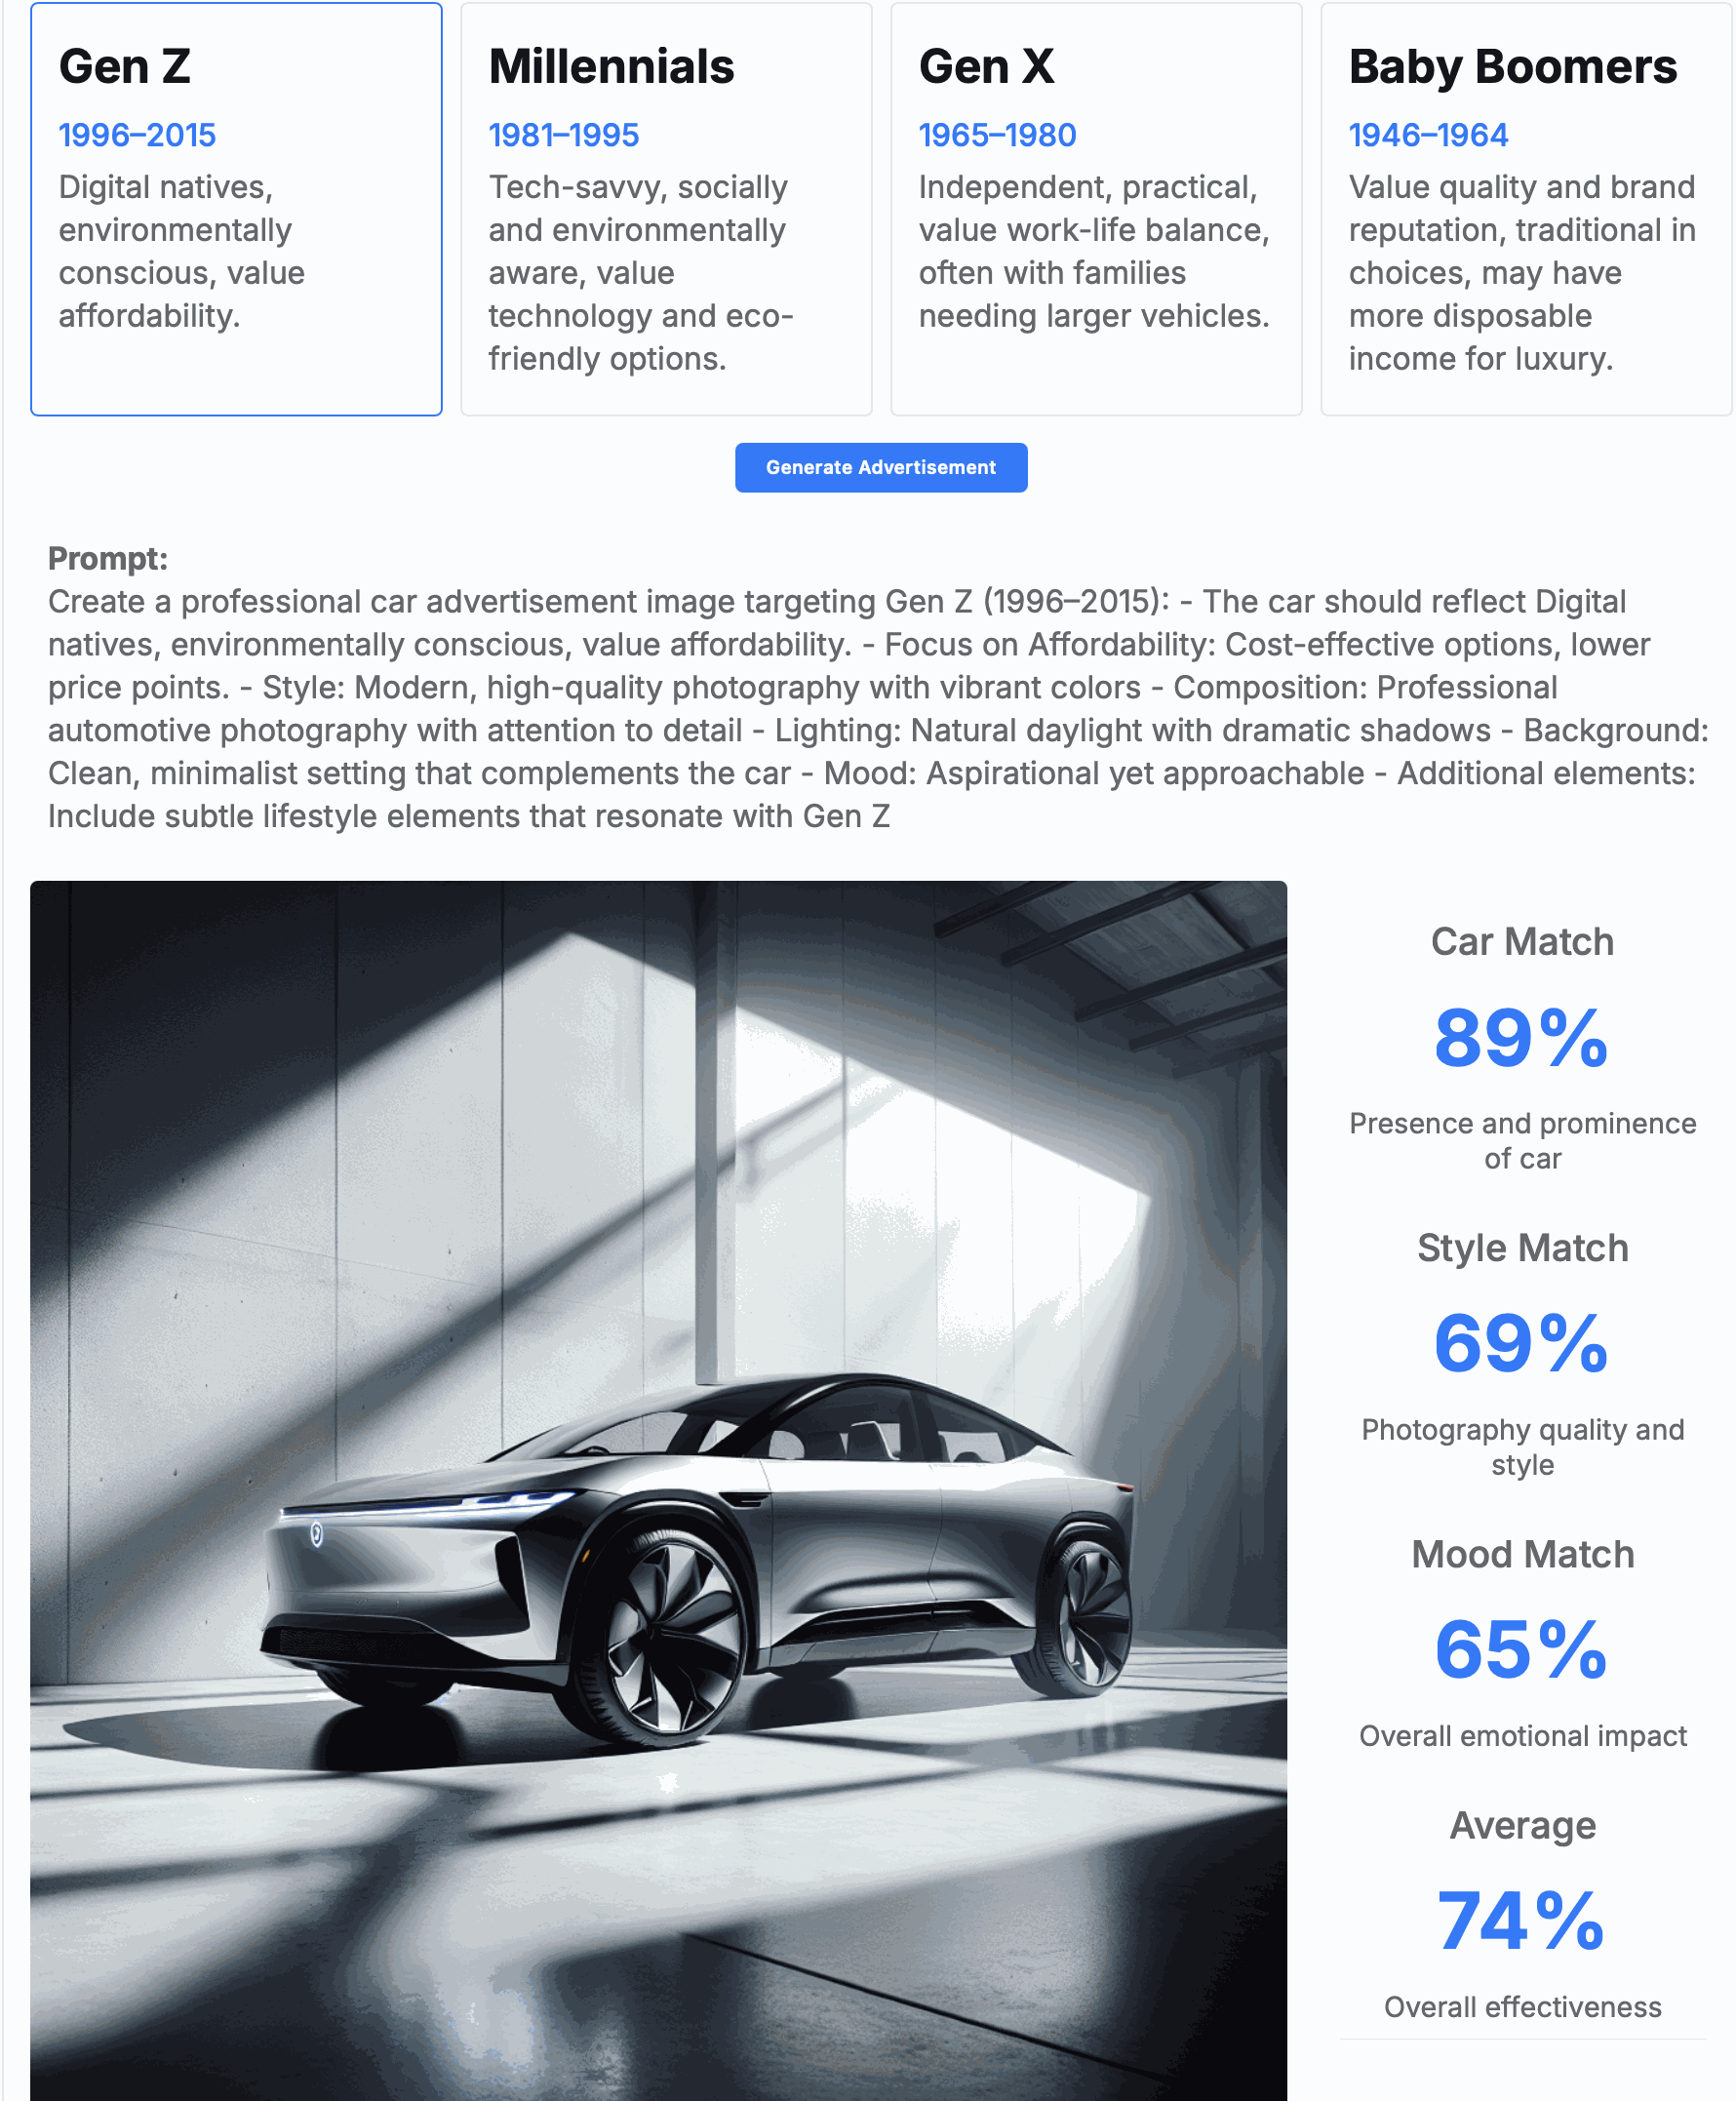 Gen Z
1996–2015
Digital natives,
environmentally
conscious, value
affordability.
Millennials
1981–1995
Tech-savvy, socially
and environmentally
aware, value
technology and eco-
friendly options.
Gen X
1965–1980
Independent, practical,
value work-life balance,
often with families
needing larger vehicles.
Baby Boomers
1946–1964
Value quality and brand
reputation, traditional in
choices, may have
more disposable
income for luxury.
Generate Advertisement
Prompt:
Create a professional car advertisement image targeting Gen Z (1996–2015): - The car should reflect Digital
natives, environmentally conscious, value affordability. - Focus on Affordability: Cost-effective options, lower
price points. - Style: Modern, high-quality photography with vibrant colors - Composition: Professional
automotive photography with attention to detail - Lighting: Natural daylight with dramatic shadows - Background:
Clean, minimalist setting that complements the car - Mood: Aspirational yet approachable - Additional elements:
Include subtle lifestyle elements that resonate with Gen Z
Car Match
89%
Presence and prominence
of car
Style Match
69%
Photography quality and
style
Mood Match
65%
Overall emotional impact
Average
74%
Overall effectiveness